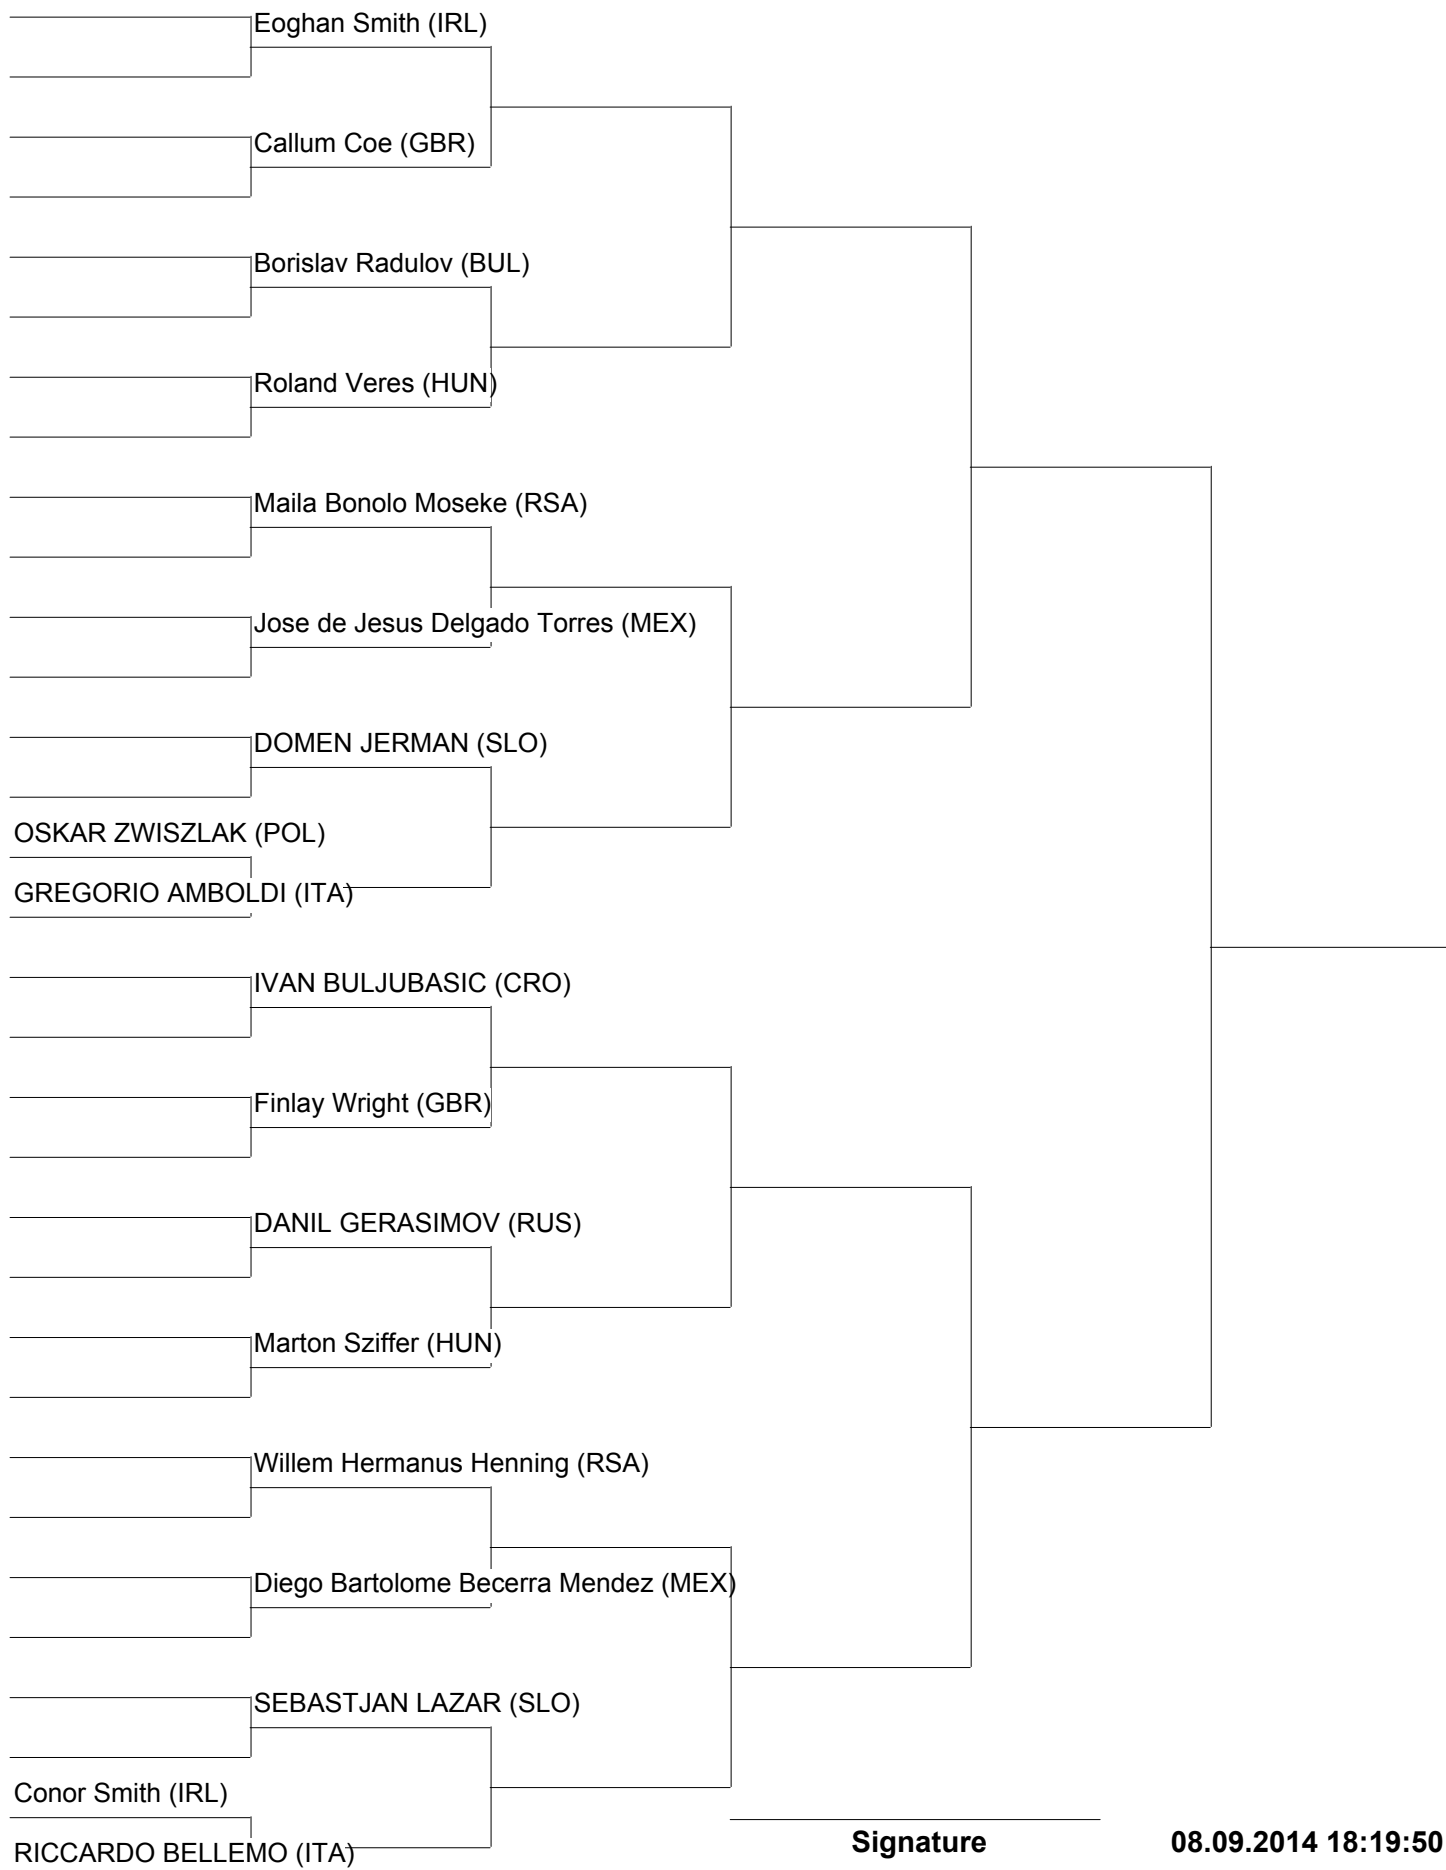 Eoghan Smith (IRL)
Callum Coe (GBR)
Borislav Radulov (BUL)
Roland Veres (HUN)
Maila Bonolo Moseke (RSA)
Jose de Jesus Delgado Torres (MEX)
DOMEN JERMAN (SLO)
OSKAR ZWISZLAK (POL)
GREGORIO AMBOLDI (ITA)
IVAN BULJUBASIC (CRO)
Finlay Wright (GBR)
DANIL GERASIMOV (RUS)
Marton Sziffer (HUN)
Willem Hermanus Henning (RSA)
Diego Bartolome Becerra Mendez (MEX)
SEBASTJAN LAZAR (SLO)
Conor Smith (IRL)
RICCARDO BELLEMO (ITA)
Signature
08.09.2014 18:19:50